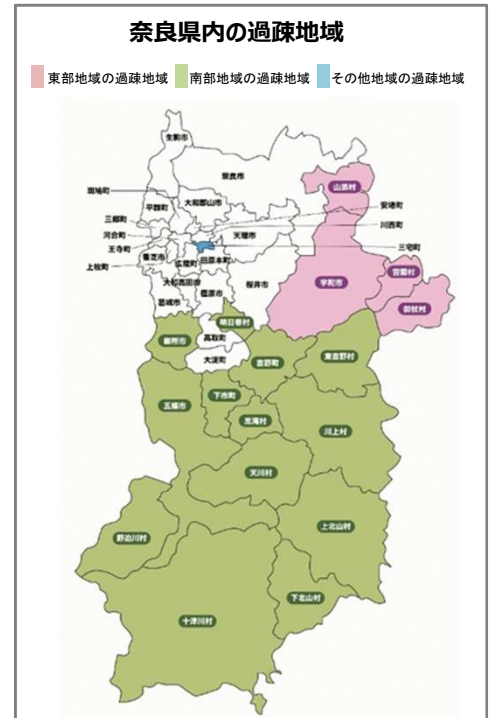 奈良県内の過疎地域
東部地域の過疎地域 南部地域の過疎地域 その他地域の過疎地域
生駒市
奈良市
山添村
斑鳩町
平群町
大和郡山市
安堵町
三郷町
川西町
河合町
天理市
王寺町
三宅町
香芝市
広陵町
田原本町
上牧町
曽爾村
宇陀市
大和高田市
橿原市
桜井市
葛城市
御杖村
明日香村
御所市
高取町
大淀町
吉野町
東吉野村
五條市
下市町
黒滝村
川上村
天川村
上北山村
野迫川村
下北山村
十津川村